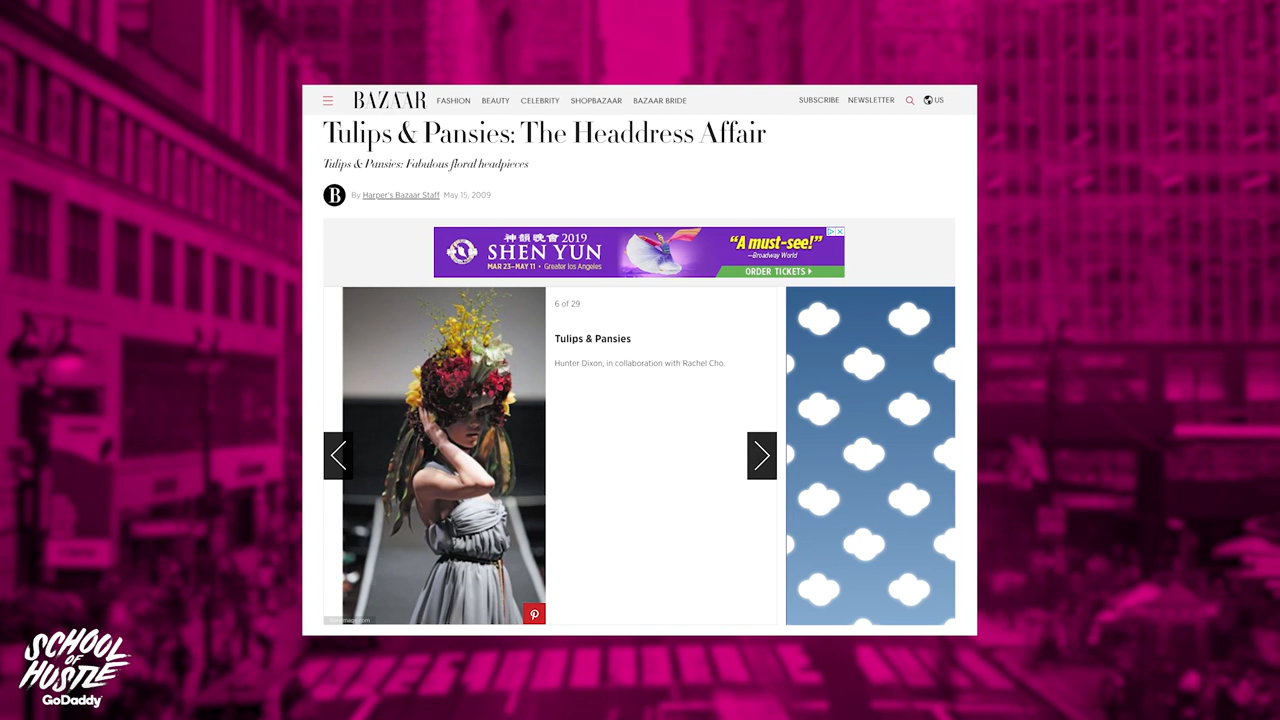 BAZAAR FASHION BEAUTY CELEBRITY SHOPBAZAAR BAZAAR BRIDE SUBSCRIBE NEWSLETTER US
Tulips & Pansies: The Headdress Affair
Tulips & Pansies: Fabulous floral headpieces
B By Harper's Bazaar Staff May 15, 2009
神韻晚會 2019
SHEN YUN
MAR 23–MAY 11 • Greater los Angeles
“A must-see!”
—Broadway World
ORDER TICKETS
6 of 29
Tulips & Pansies
Hunter Dixon, in collaboration with Rachel Cho.
SCHOOL
OF
HUSTLE
GoDaddy